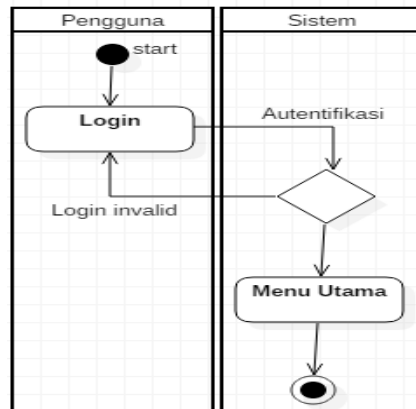 Pengguna
Sistem
start
Login
Autentifikasi
Login invalid
Menu Utama